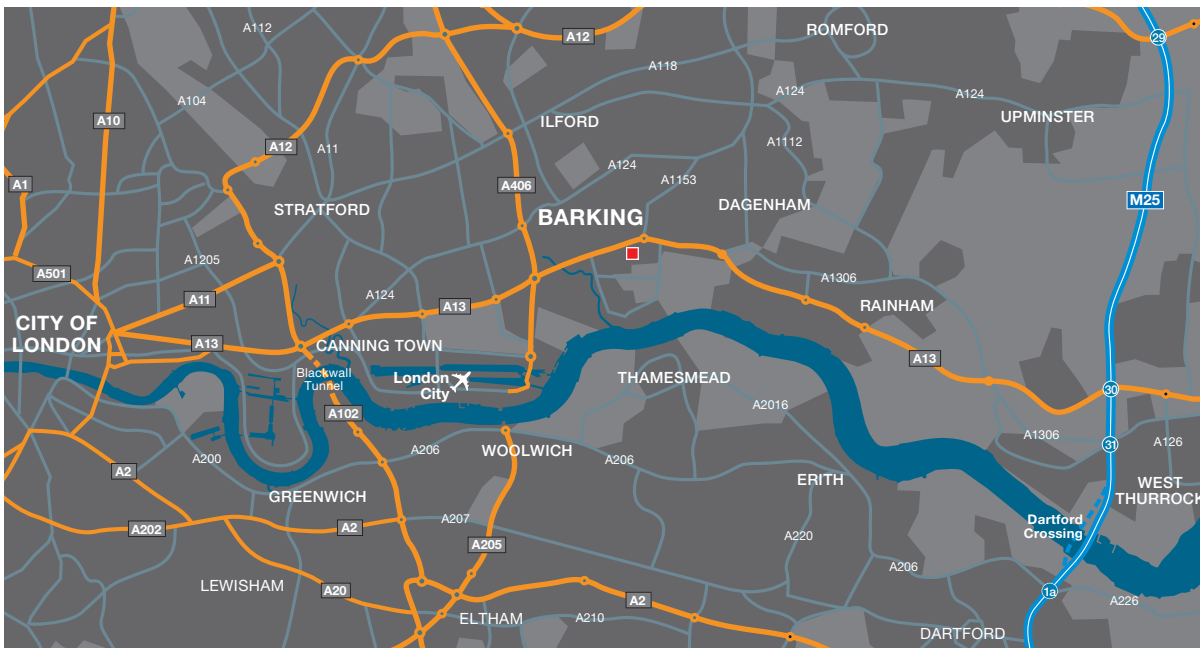 A112
A12
ROMFORD
29
A118
A104
A10
ILFORD
A124
A124
UPMINSTER
A12
A11
A1112
A1
A406
A124
A1153
M25
STRATFORD
BARKING
DAGENHAM
A1205
A501
A11
A124
A13
A1306
RAINHAM
CITY OF
LONDON
A13
CANNING TOWN
A13
Blackwall
Tunnel
London
City
THAMESMEAD
30
A102
A2016
A1306
31
A126
A200
A206
WOOLWICH
A206
A2
GREENWICH
ERITH
WEST
THURROCK
A202
A2
A207
A205
A220
Dartford
Crossing
A206
LEWISHAM
A20
A2
1a
A226
ELTHAM
A210
DARTFORD